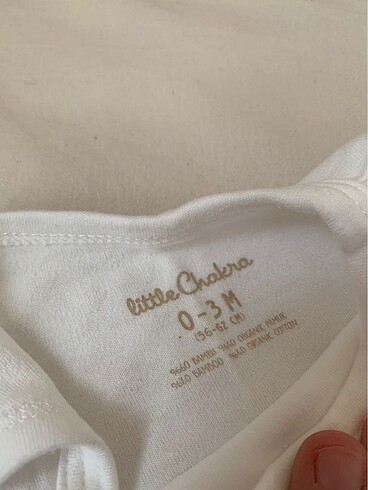 little Chakra
0-3 M
(56-62 CM)
%60 BAMBU %40 ORGANİK PAMUK
%60 BAMBOO %40 ORGANIC COTTON